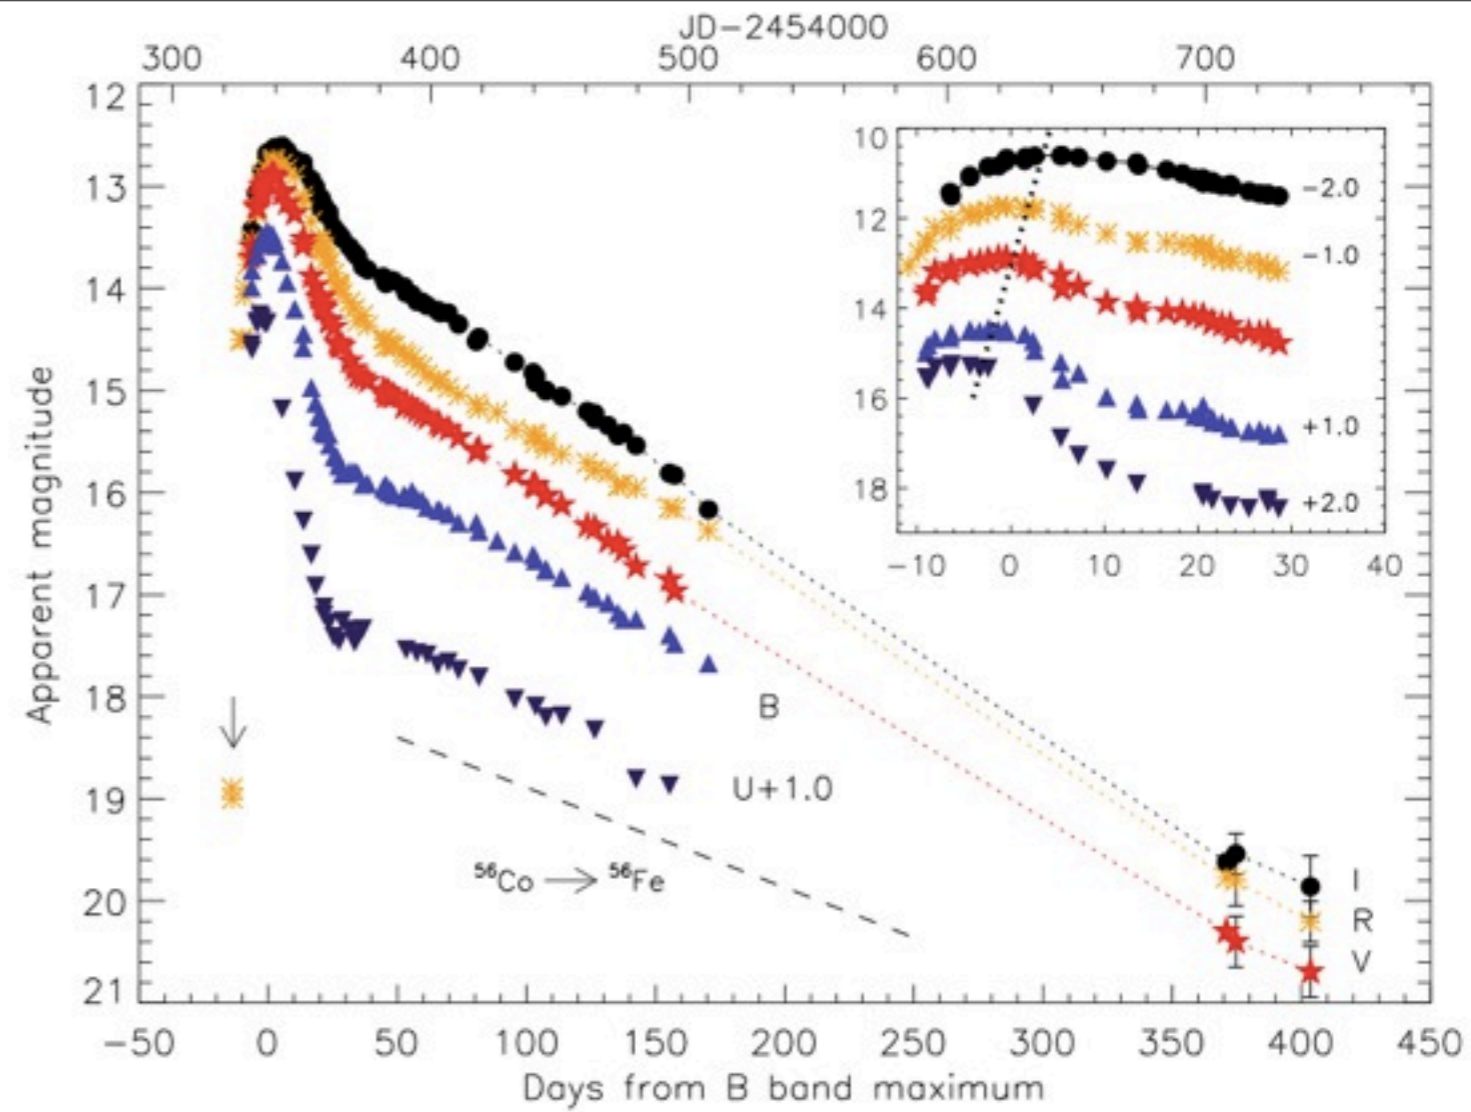 JD-2454000
300 400 500 600 700
12
13
14
15
16
17
18
19
20
21
Apparent magnitude
10
12
14
16
18
-2.0
-1.0
+1.0
+2.0
-10 0 10 20 30 40
B
U+1.0
⁵⁶Co → ⁵⁶Fe
I
R
V
-50 0 50 100 150 200 250 300 350 400 450
Days from B band maximum